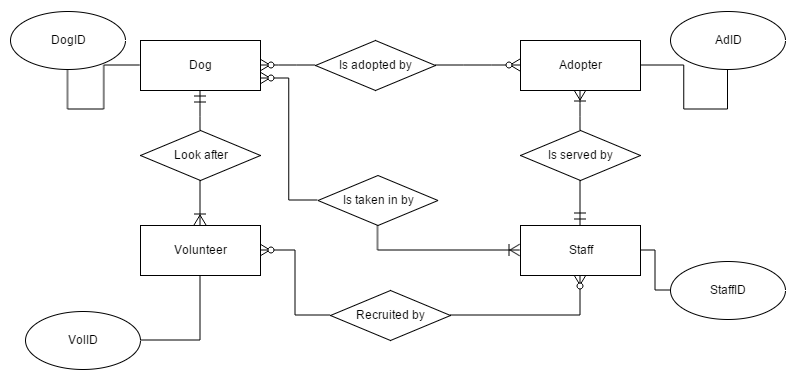 DogID
AdID
Dog
Is adopted by
Adopter
Look after
Is served by
Is taken in by
Volunteer
Staff
StaffID
Recruited by
VolID